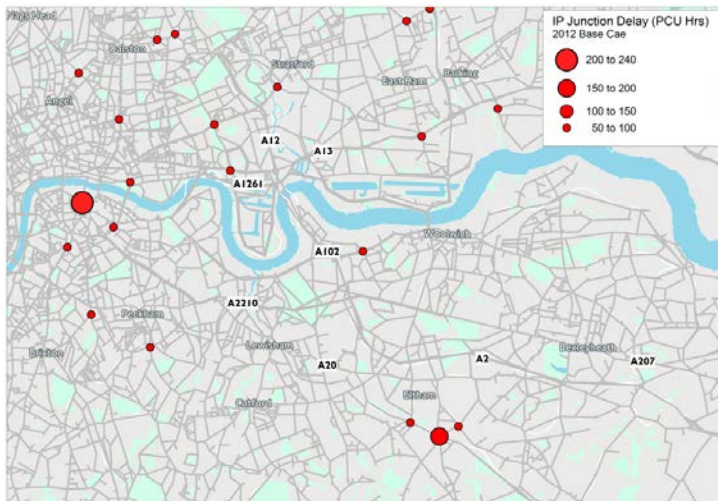 Nags Head
Dalston
Stratford
East Ham
Barking
Angel
A12
A13
A1261
Woolwich
A102
A2210
Peckham
Brixton
Lewisham
A20
A2
Bexleyheath
A207
Catford
Eltham
IP Junction Delay (PCU Hrs)
2012 Base Cae
200 to 240
150 to 200
100 to 150
50 to 100